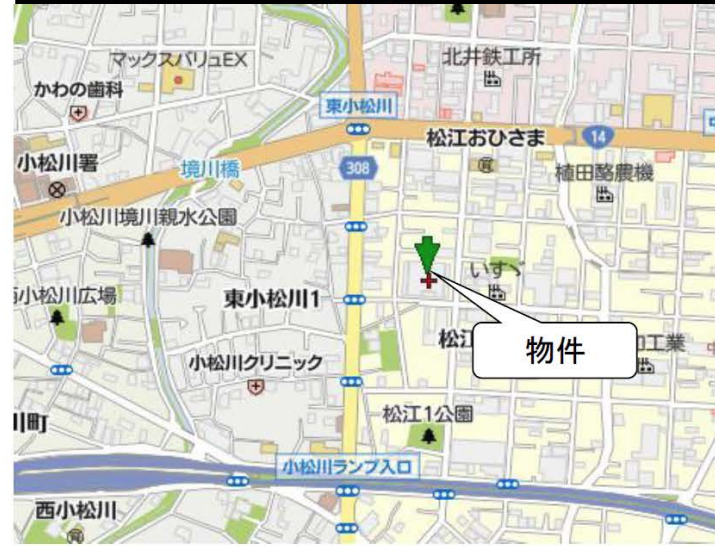 マックスバリュEX
北井鉄工所
かわの歯科
東小松川
松江おひさま
14
小松川署
境川橋
308
植田酪農機
小松川境川親水公園
いすゞ
小松川広場
東小松川1
松江
物件
工業
小松川クリニック
川町
松江1公園
小松川ランプ入口
西小松川